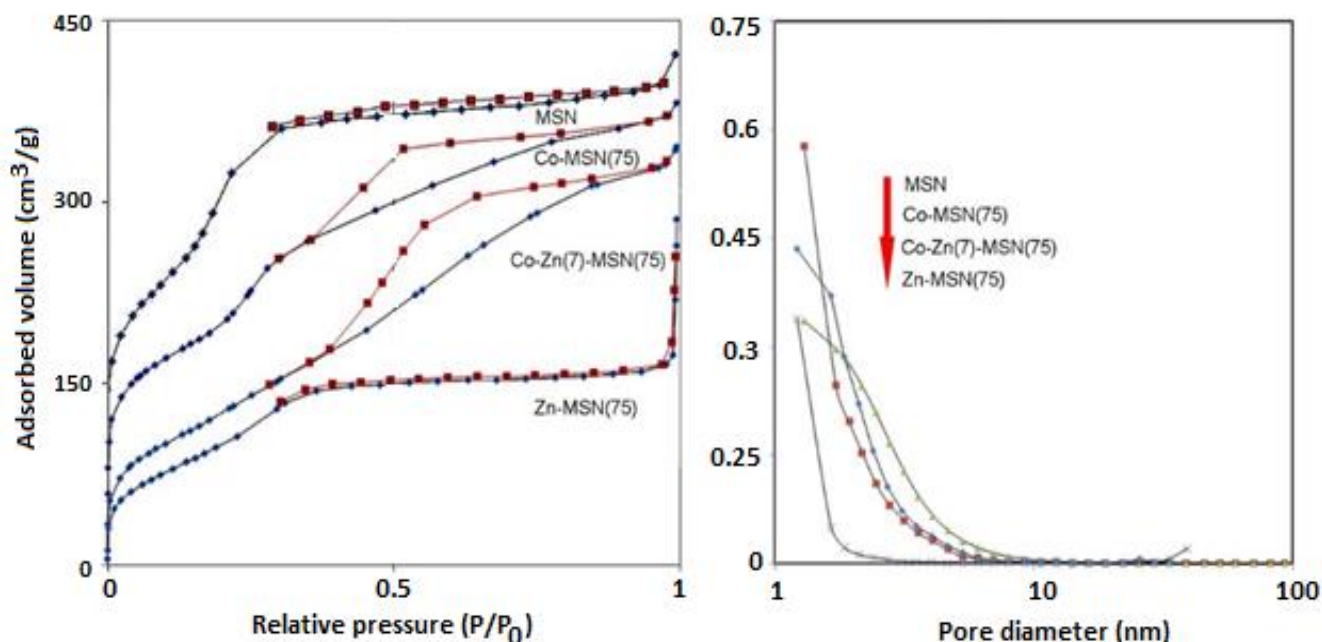 450
300
150
0
Adsorbed volume (cm³/g)
MSN
Co-MSN(75)
Co-Zn(7)-MSN(75)
Zn-MSN(75)
0
0.5
1
Relative pressure (P/P₀)
0.75
0.6
0.45
0.3
0.25
0
MSN
Co-MSN(75)
Co-Zn(7)-MSN(75)
Zn-MSN(75)
1
10
100
Pore diameter (nm)